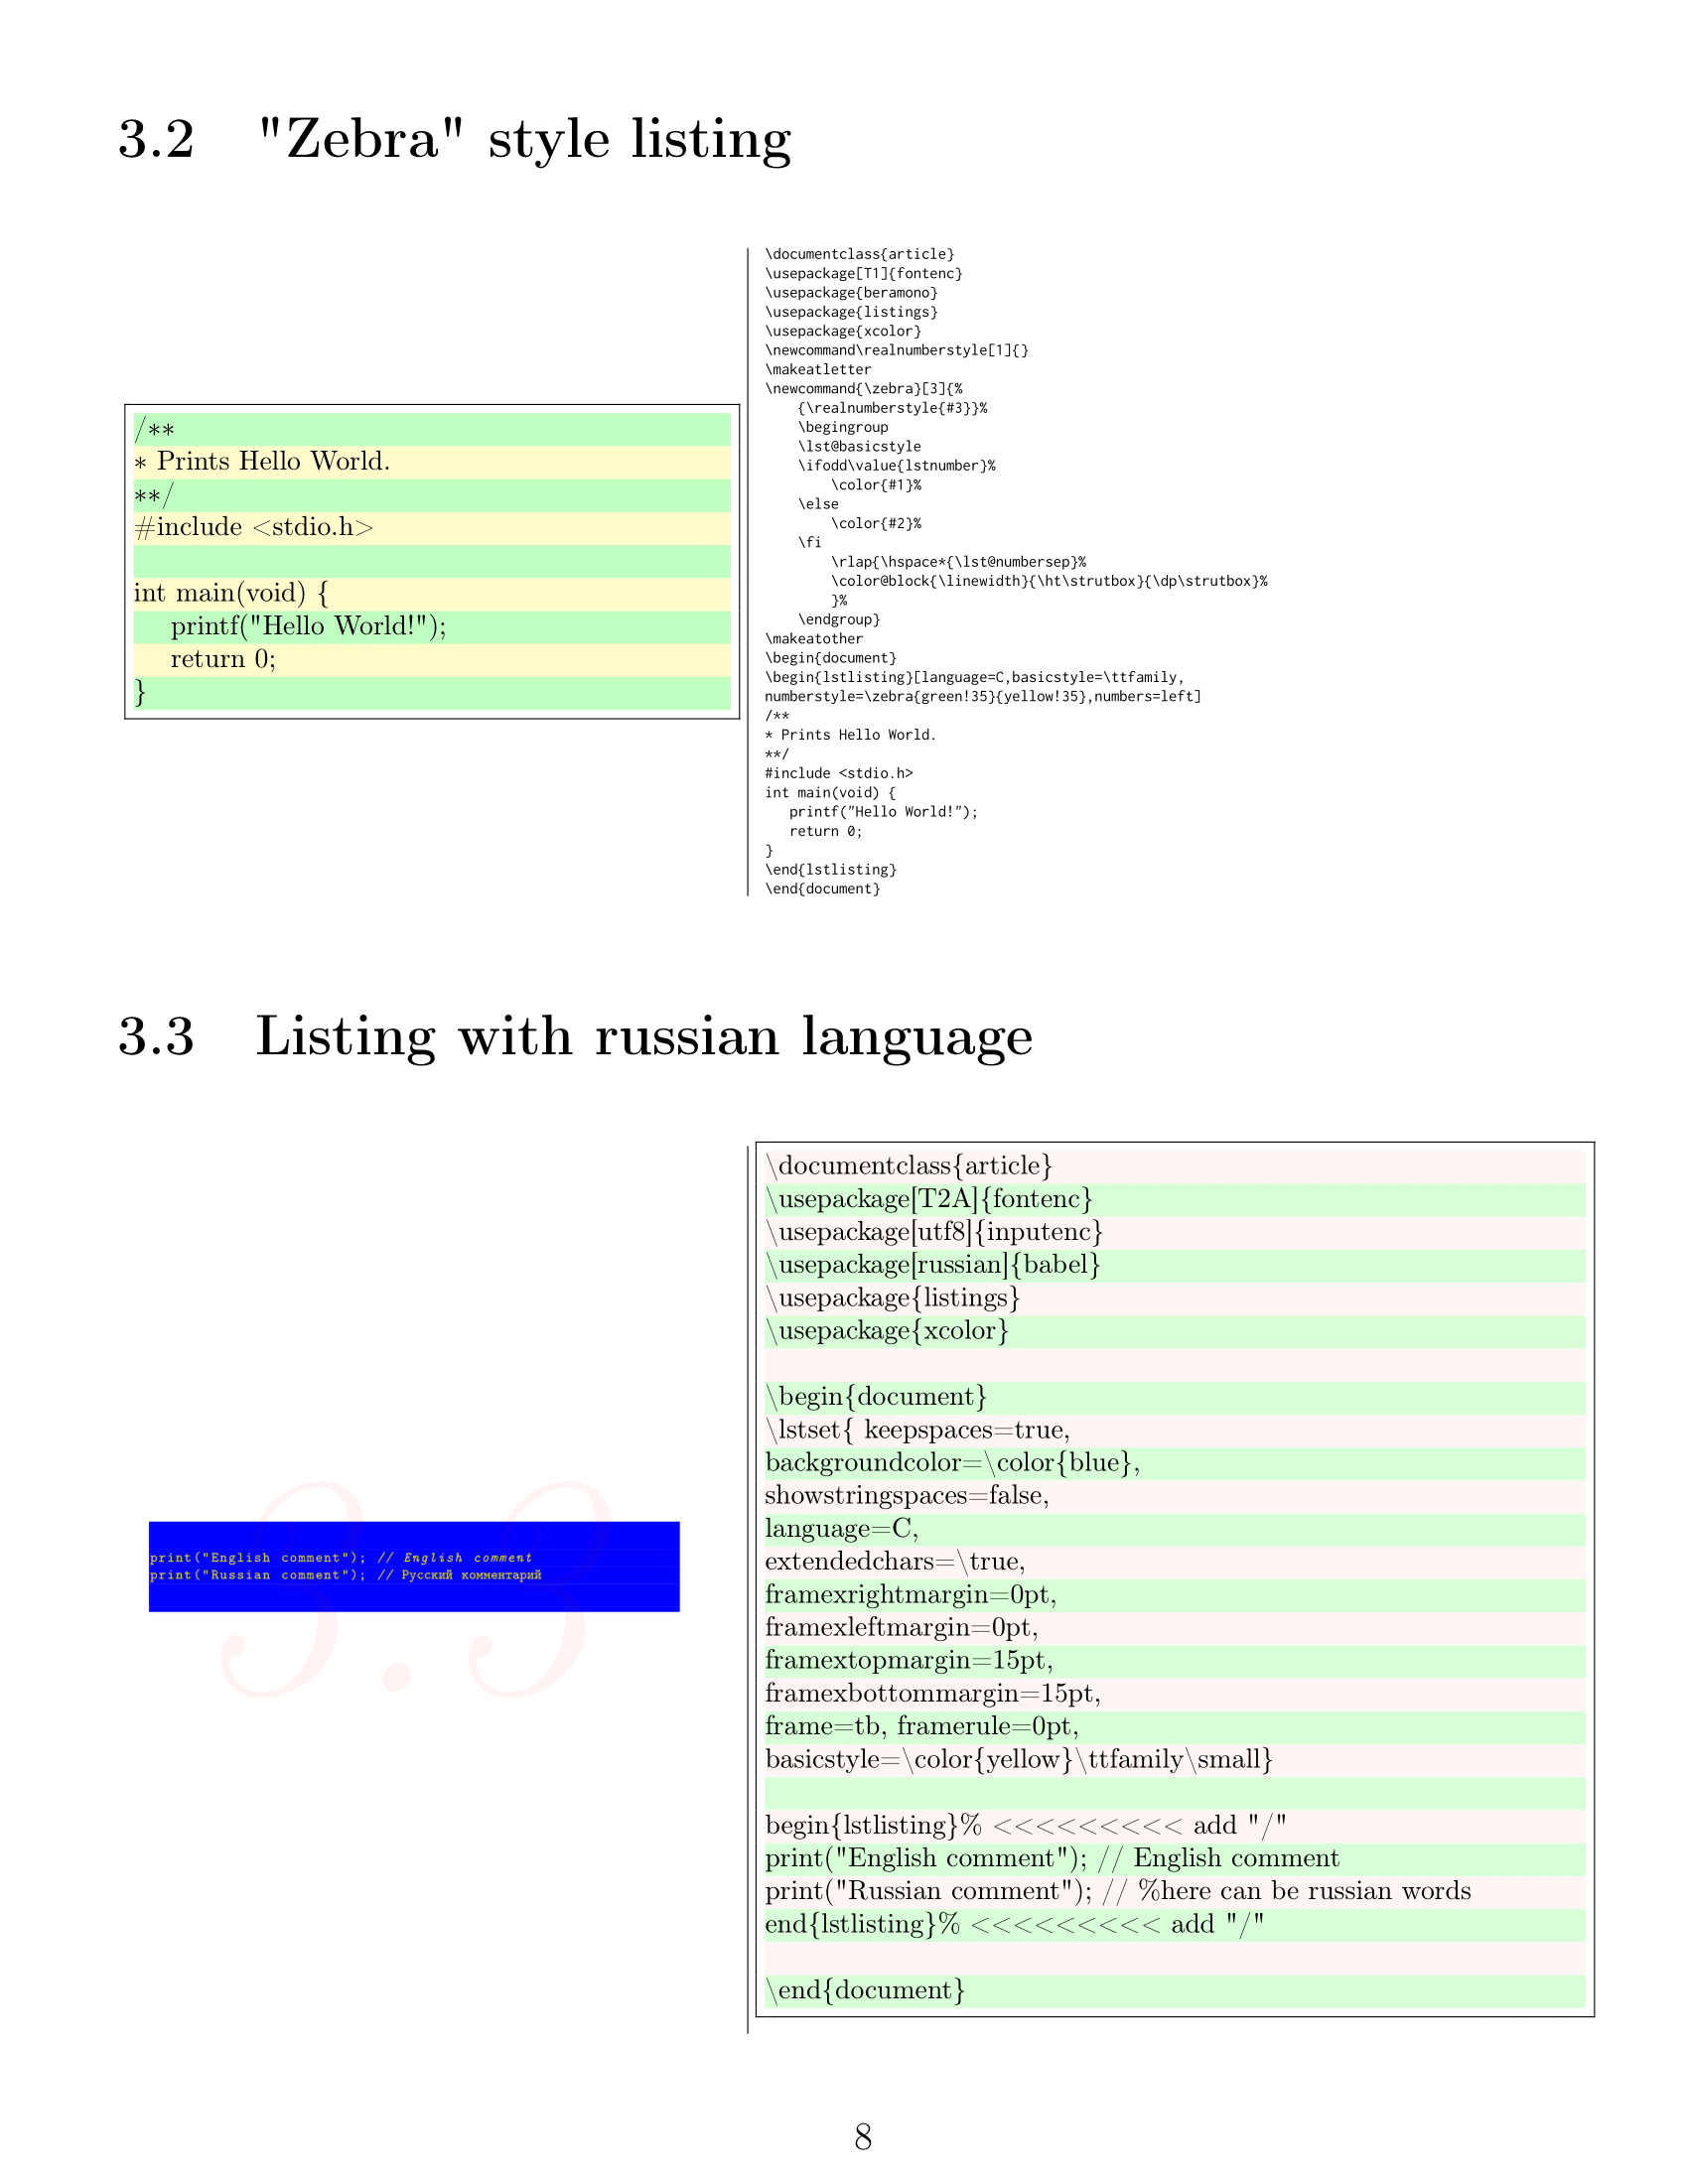 3.2 "Zebra" style listing
/**
* Prints Hello World.
**/
#include <stdio.h>
int main(void) {
    printf("Hello World!");
    return 0;
}
\documentclass{article}
\usepackage[T1]{fontenc}
\usepackage{beramono}
\usepackage{listings}
\usepackage{xcolor}
\newcommand\realnumberstyle[1]{}
\makeatletter
\newcommand{\zebra}[3]{%
    {\realnumberstyle{#3}}%
    \begingroup
    \lst@basicstyle
    \ifodd\value{lstnumber}%
        \color{#1}%
    \else
        \color{#2}%
    \fi
        \rlap{\hspace*{\lst@numbersep}%
        \color@block{\linewidth}{\ht\strutbox}{\dp\strutbox}%
        }%
    \endgroup}
\makeatother
\begin{document}
\begin{lstlisting}[language=C,basicstyle=\ttfamily,
numberstyle=\zebra{green!35}{yellow!35},numbers=left]
/**
* Prints Hello World.
**/
#include <stdio.h>
int main(void) {
   printf("Hello World!");
   return 0;
}
\end{lstlisting}
\end{document}
3.3 Listing with russian language
3.3
print("English comment"); // English comment
print("Russian comment"); // Русский комментарий
\documentclass{article}
\usepackage[T2A]{fontenc}
\usepackage[utf8]{inputenc}
\usepackage[russian]{babel}
\usepackage{listings}
\usepackage{xcolor}
\begin{document}
\lstset{ keepspaces=true,
backgroundcolor=\color{blue},
showstringspaces=false,
language=C,
extendedchars=\true,
framexrightmargin=0pt,
framexleftmargin=0pt,
framextopmargin=15pt,
framexbottommargin=15pt,
frame=tb, framerule=0pt,
basicstyle=\color{yellow}\ttfamily\small}
begin{lstlisting}% <<<<<<<<< add "/"
print("English comment"); // English comment
print("Russian comment"); // %here can be russian words
end{lstlisting}% <<<<<<<<< add "/"
\end{document}
8